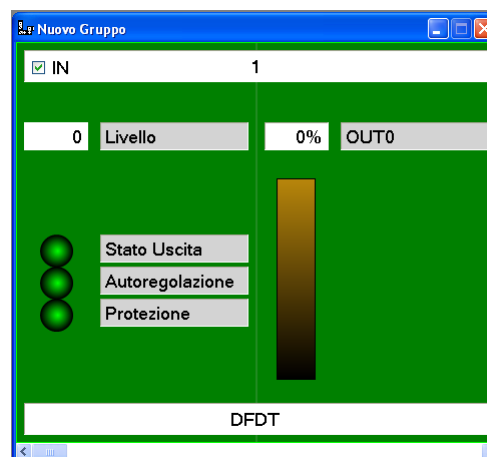 Nuovo Gruppo
IN 1
0 Livello 0% OUT0
Stato Uscita
Autoregolazione
Protezione
DFDT